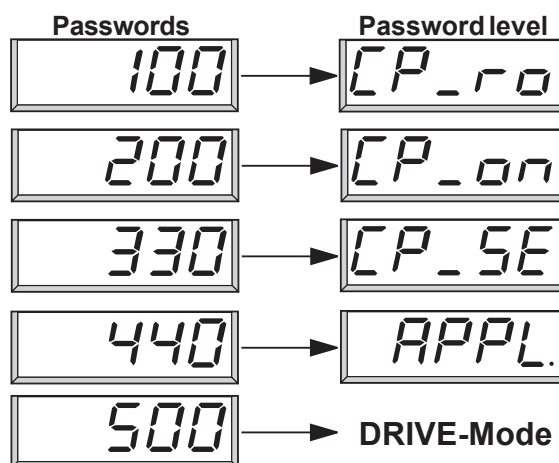 Passwords Password level
100 CP_ro
200 CP_on
330 CP_SE
440 APPL.
500 DRIVE-Mode